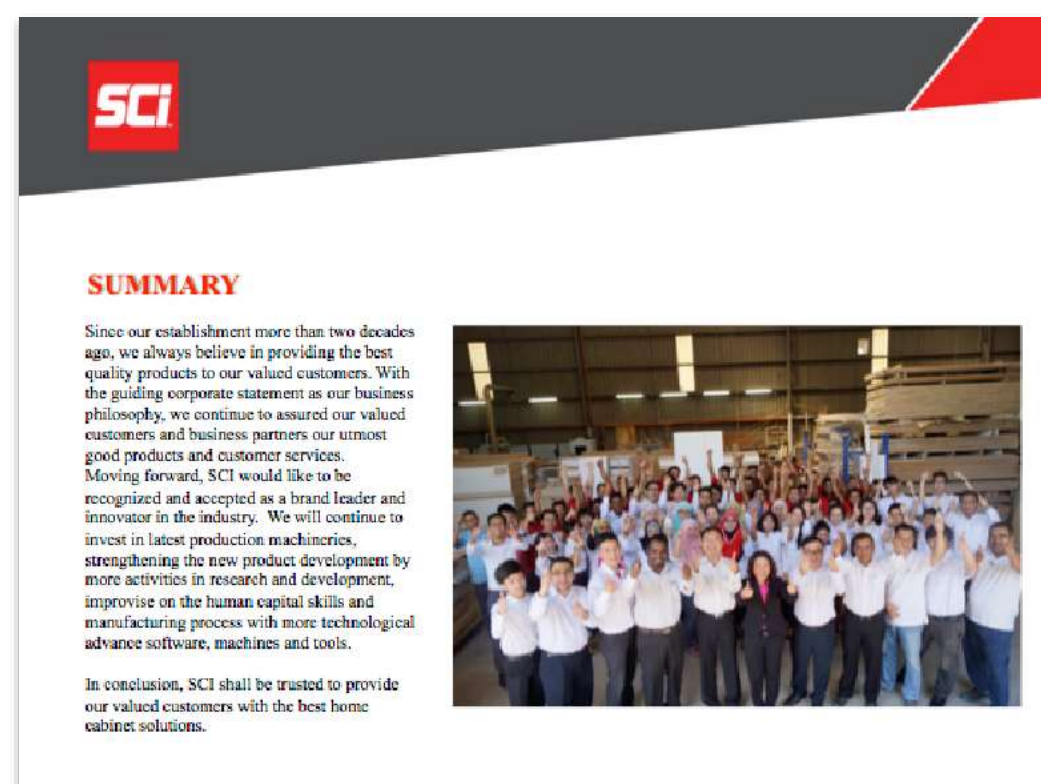 SCi
SUMMARY
Since our establishment more than two decades
ago, we always believe in providing the best
quality products to our valued customers. With
the guiding corporate statement as our business
philosophy, we continue to assured our valued
customers and business partners our utmost
good products and customer services.
Moving forward, SCI would like to be
recognized and accepted as a brand leader and
innovator in the industry. We will continue to
invest in latest production machineries,
strengthening the new product development by
more activities in research and development,
improvise on the human capital skills and
manufacturing process with more technological
advance software, machines and tools.
In conclusion, SCI shall be trusted to provide
our valued customers with the best home
cabinet solutions.